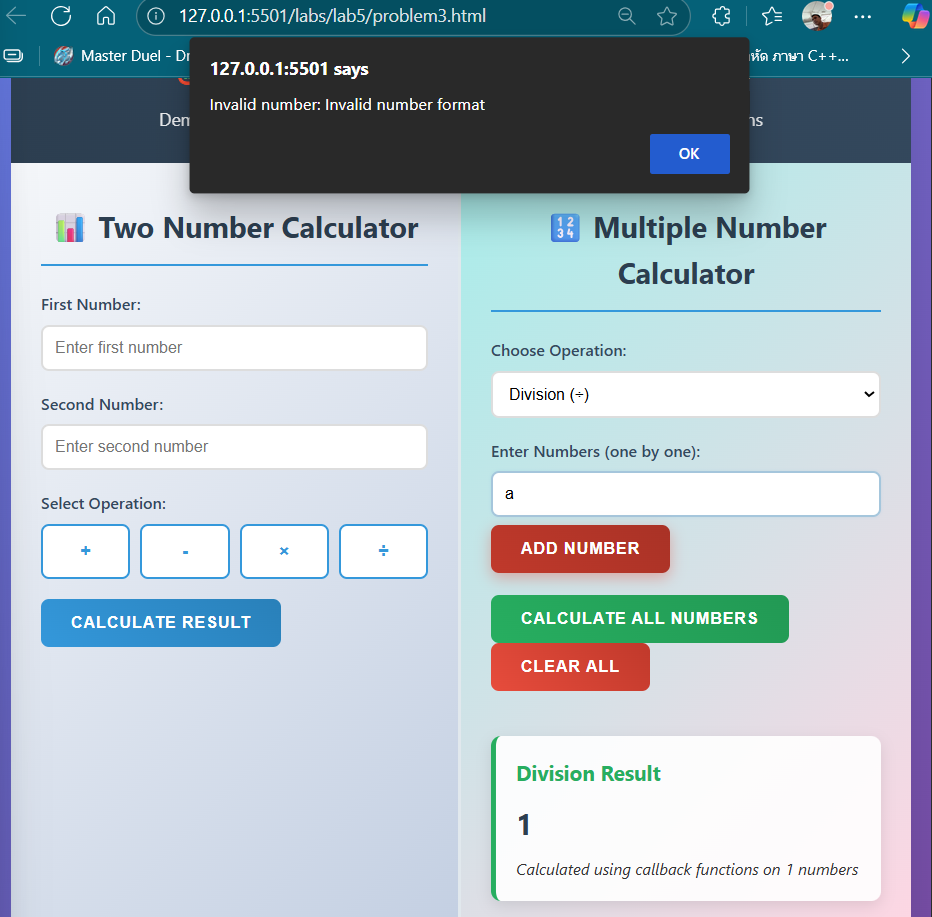 127.0.0.1:5501/labs/lab5/problem3.html
Master Duel - Dr
หัด ภาษา C++...
127.0.0.1:5501 says
Invalid number: Invalid number format
OK
📊 Two Number Calculator
First Number:
Enter first number
Second Number:
Enter second number
Select Operation:
+ - × ÷
CALCULATE RESULT
🔢 Multiple Number
Calculator
Choose Operation:
Division (÷)
Enter Numbers (one by one):
a
ADD NUMBER
CALCULATE ALL NUMBERS
CLEAR ALL
Division Result
1
Calculated using callback functions on 1 numbers